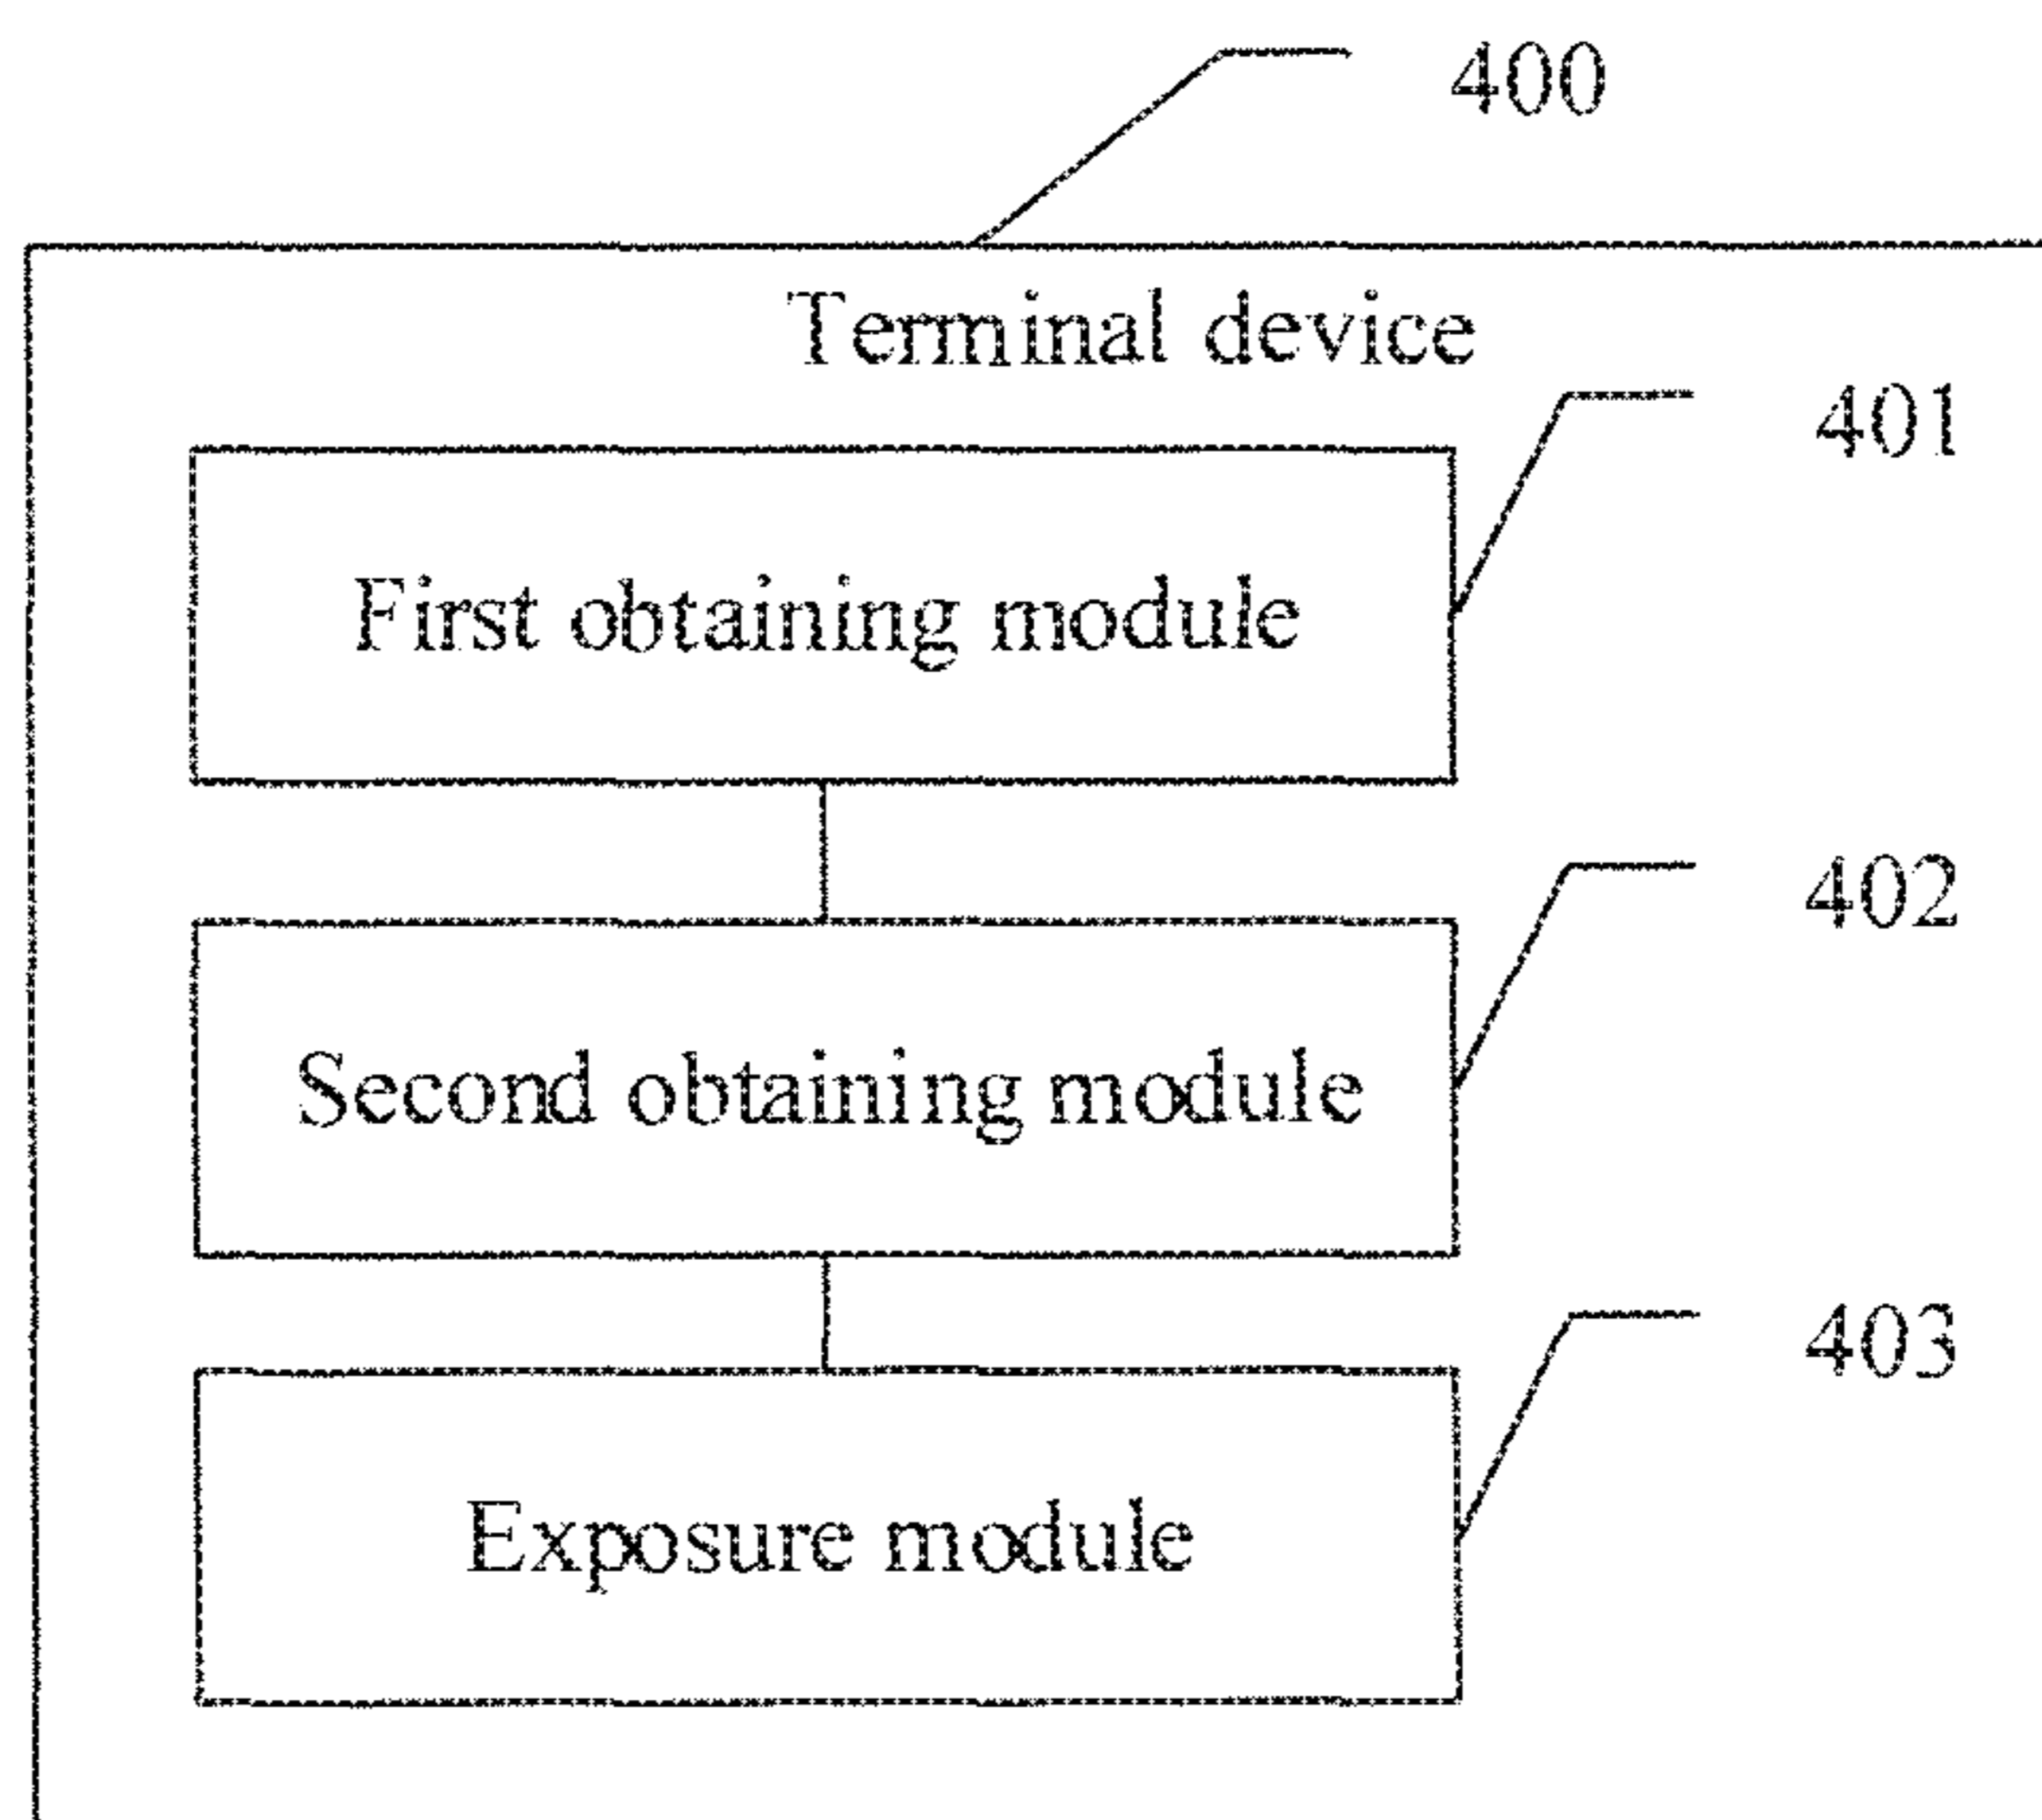 400
Terminal device
401
First obtaining module
402
Second obtaining module
403
Exposure module